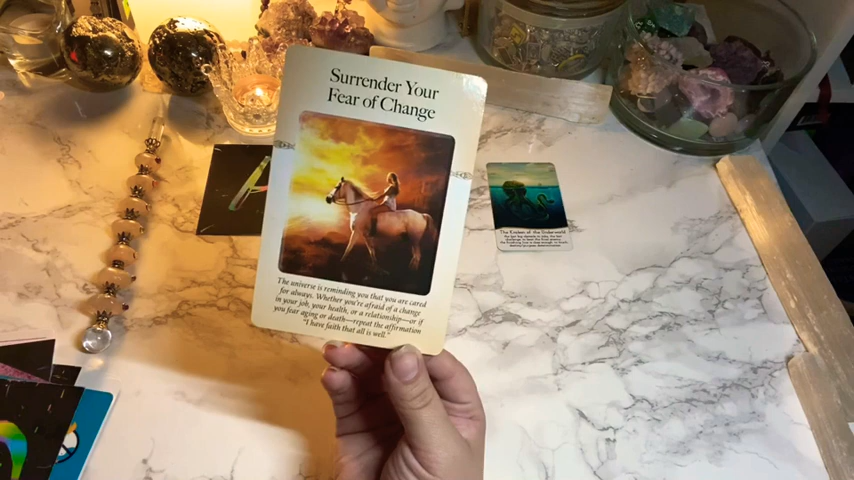 Surrender Your
Fear of Change
The universe is reminding you that you are cared
for always. Whether you're afraid of a change
in your job, your health, or a relationship—or if
you fear aging or death—repeat the affirmation
"I have faith that all is well."
The Kraken of the Underworld